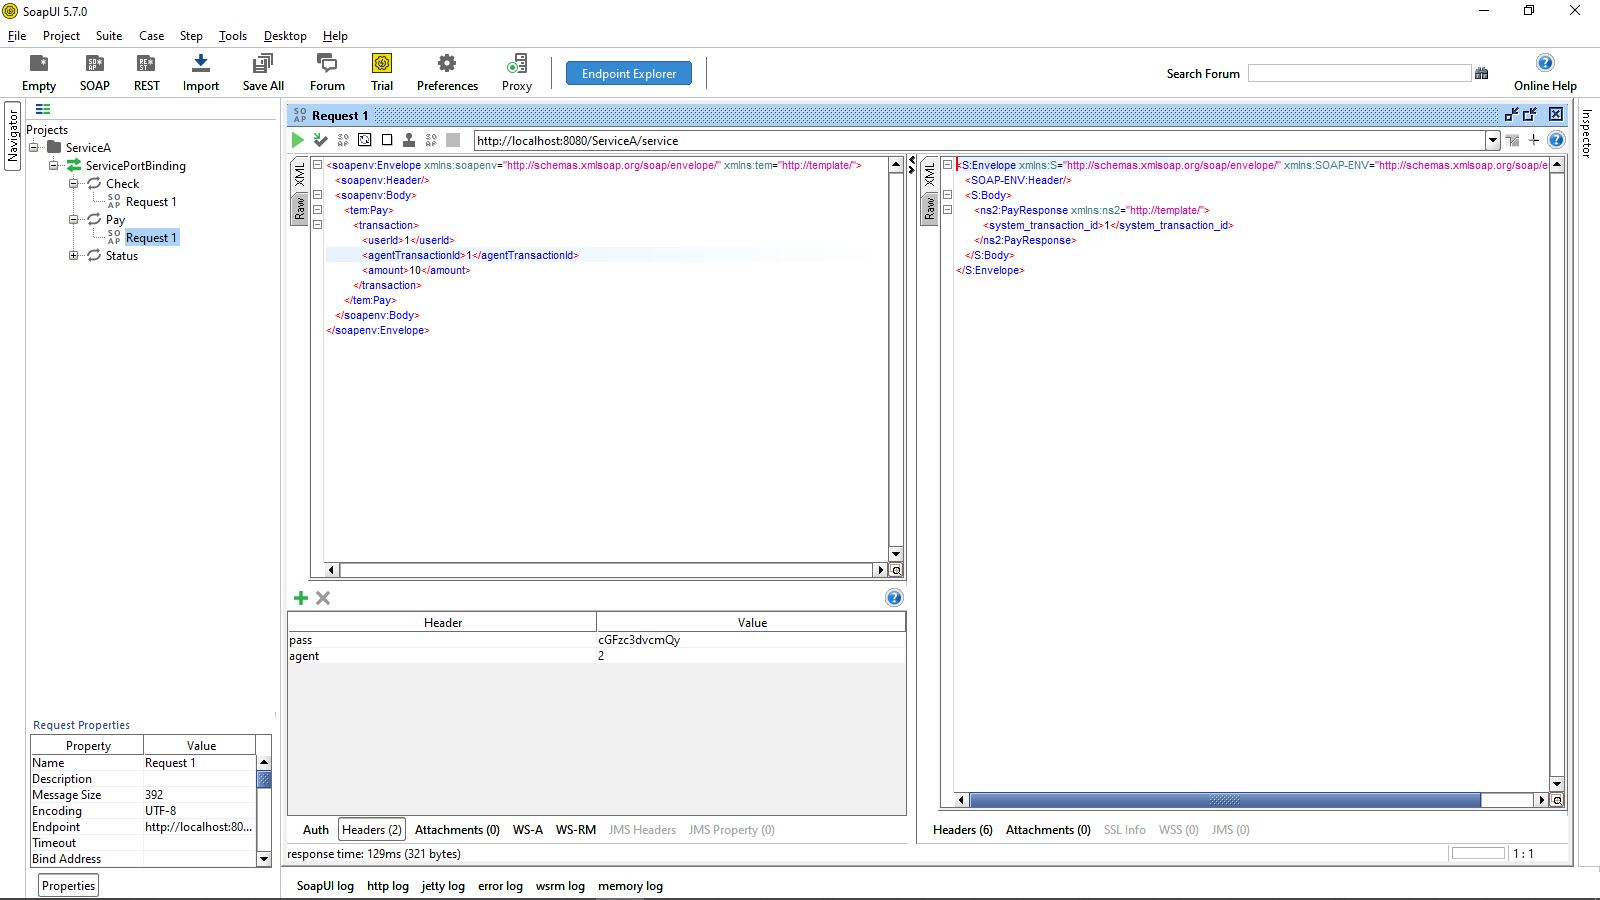 SoapUI 5.7.0
File Project Suite Case Step Tools Desktop Help
Empty SOAP REST Import Save All Forum Trial Preferences Proxy Endpoint Explorer Search Forum Online Help
Navigator
Inspector
Projects
ServiceA
ServicePortBinding
Check
Request 1
Pay
Request 1
Status
Request Properties
Property Value
Name Request 1
Description
Message Size 392
Encoding UTF-8
Endpoint http://localhost:80...
Timeout
Bind Address
Properties
Request 1
http://localhost:8080/ServiceA/service
XML
Raw
<soapenv:Envelope xmlns:soapenv="http://schemas.xmlsoap.org/soap/envelope/" xmlns:tem="http://template/">
<soapenv:Header/>
<soapenv:Body>
<tem:Pay>
<transaction>
<userId>1</userId>
<agentTransactionId>1</agentTransactionId>
<amount>10</amount>
</transaction>
</tem:Pay>
</soapenv:Body>
</soapenv:Envelope>
Header Value
pass cGFzc3dvcmQy
agent 2
Auth Headers (2) Attachments (0) WS-A WS-RM JMS Headers JMS Property (0)
response time: 129ms (321 bytes)
XML
Raw
<S:Envelope xmlns:S="http://schemas.xmlsoap.org/soap/envelope/" xmlns:SOAP-ENV="http://schemas.xmlsoap.org/soap/e
<SOAP-ENV:Header/>
<S:Body>
<ns2:PayResponse xmlns:ns2="http://template/">
<system_transaction_id>1</system_transaction_id>
</ns2:PayResponse>
</S:Body>
</S:Envelope>
Headers (6) Attachments (0) SSL Info WSS (0) JMS (0)
1 : 1
SoapUI log http log jetty log error log wsrm log memory log